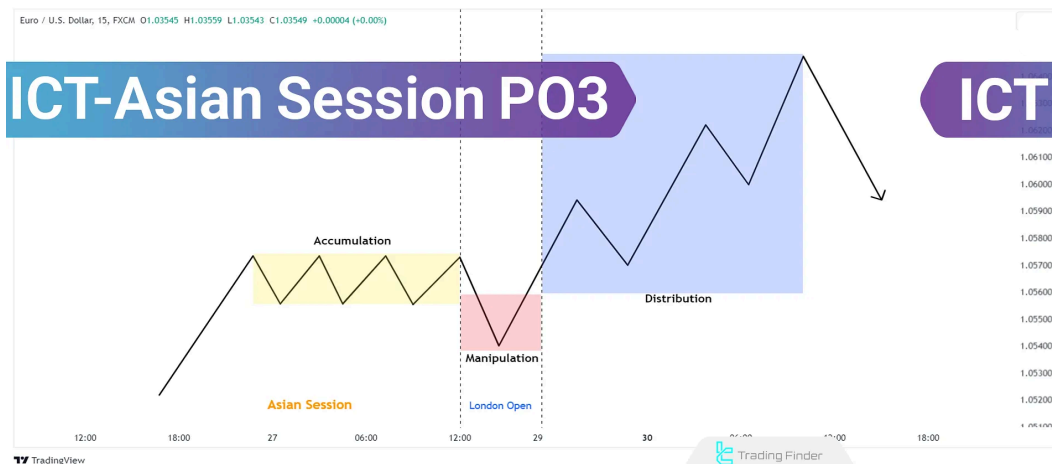 Euro / U.S. Dollar, 15, FXCM O1.03545 H1.03559 L1.03543 C1.03549 +0.00004 (+0.00%)
ICT-Asian Session PO3
ICT
1.06100
1.06000
1.05900
1.05800
1.05700
1.05600
1.05500
1.05400
1.05300
1.05200
Accumulation
Manipulation
Distribution
Asian Session
London Open
12:00 18:00 27 06:00 12:00 29 30 18:00
TradingView
Trading Finder